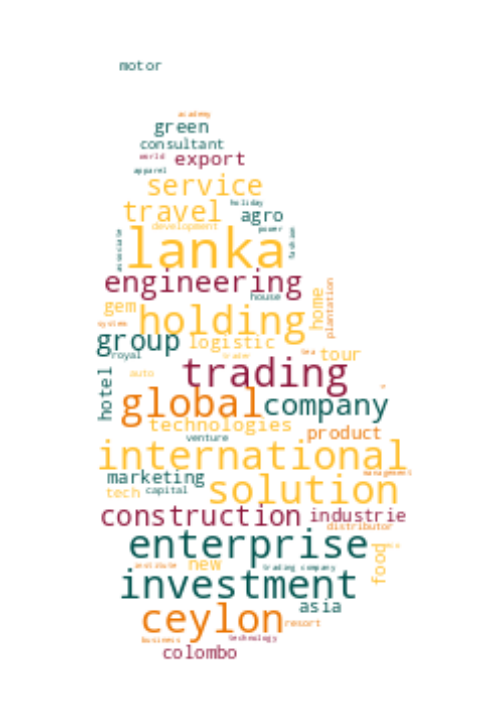 motor
academy
green
consultant
world export
apparel
service
holiday
travel agro
development power
associate lanka fashion
engineering
house
gem holding home plantation
system
group logistic
royal trader tea tour
trading
auto
hotel global company
technologies product
venture
international
marketing management
tech capital solution
construction industrie
distributor
enterprise
institute new trading company food
investment
asia
ceylon resort
business technology
colombo